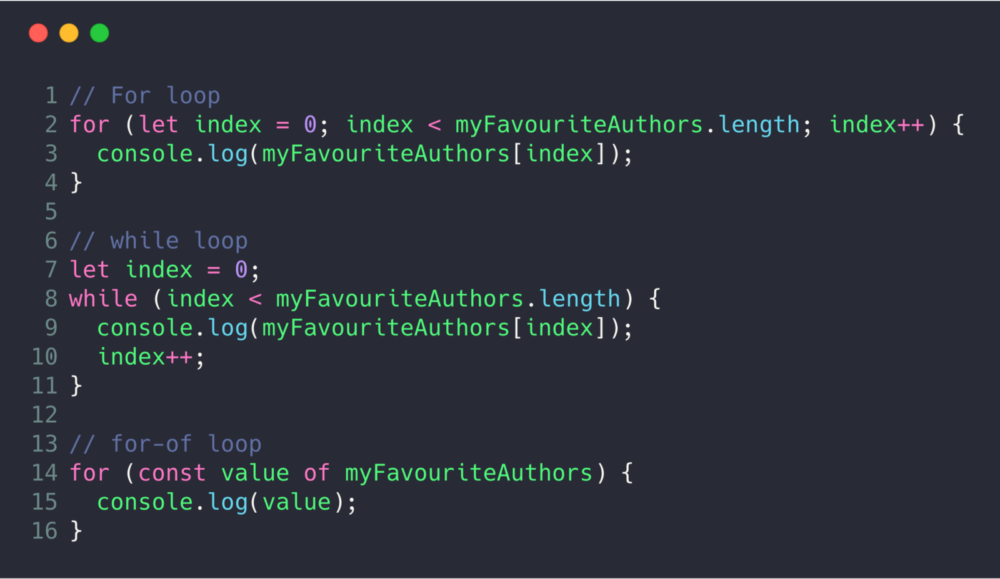 1 // For loop
2 for (let index = 0; index < myFavouriteAuthors.length; index++) {
3   console.log(myFavouriteAuthors[index]);
4 }
5
6 // while loop
7 let index = 0;
8 while (index < myFavouriteAuthors.length) {
9   console.log(myFavouriteAuthors[index]);
10   index++;
11 }
12
13 // for-of loop
14 for (const value of myFavouriteAuthors) {
15   console.log(value);
16 }